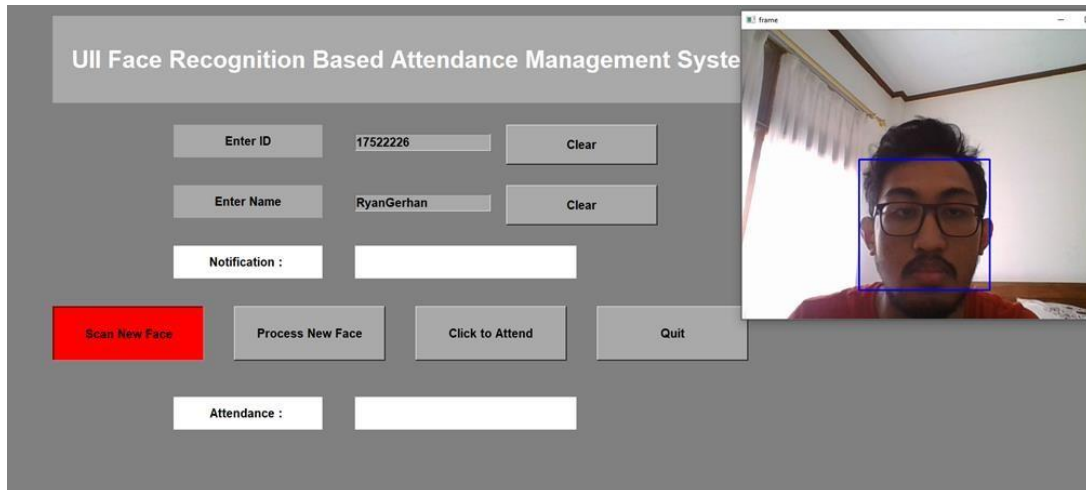 frame
UII Face Recognition Based Attendance Management Syste
Enter ID
17522226
Clear
Enter Name
RyanGerhan
Clear
Notification :
Scan New Face
Process New Face
Click to Attend
Quit
Attendance :